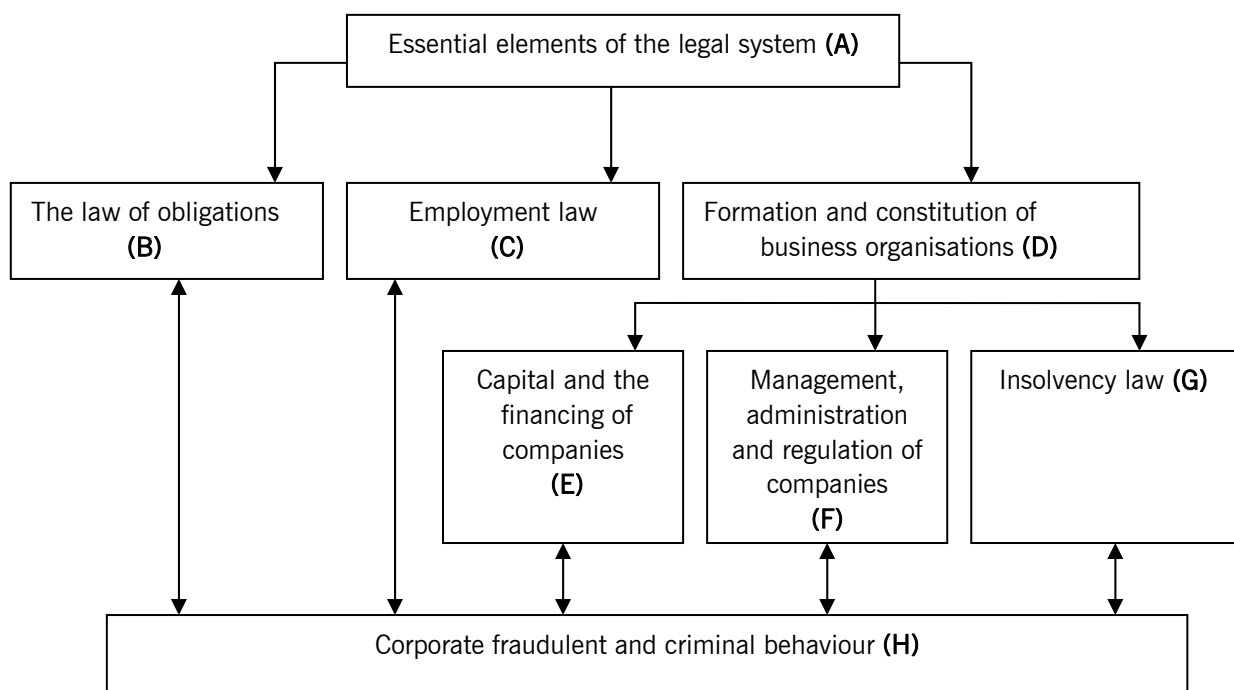 Essential elements of the legal system (A)
The law of obligations
(B)
Employment law
(C)
Formation and constitution of
business organisations (D)
Capital and the
financing of
companies
(E)
Management,
administration
and regulation of
companies
(F)
Insolvency law (G)
Corporate fraudulent and criminal behaviour (H)